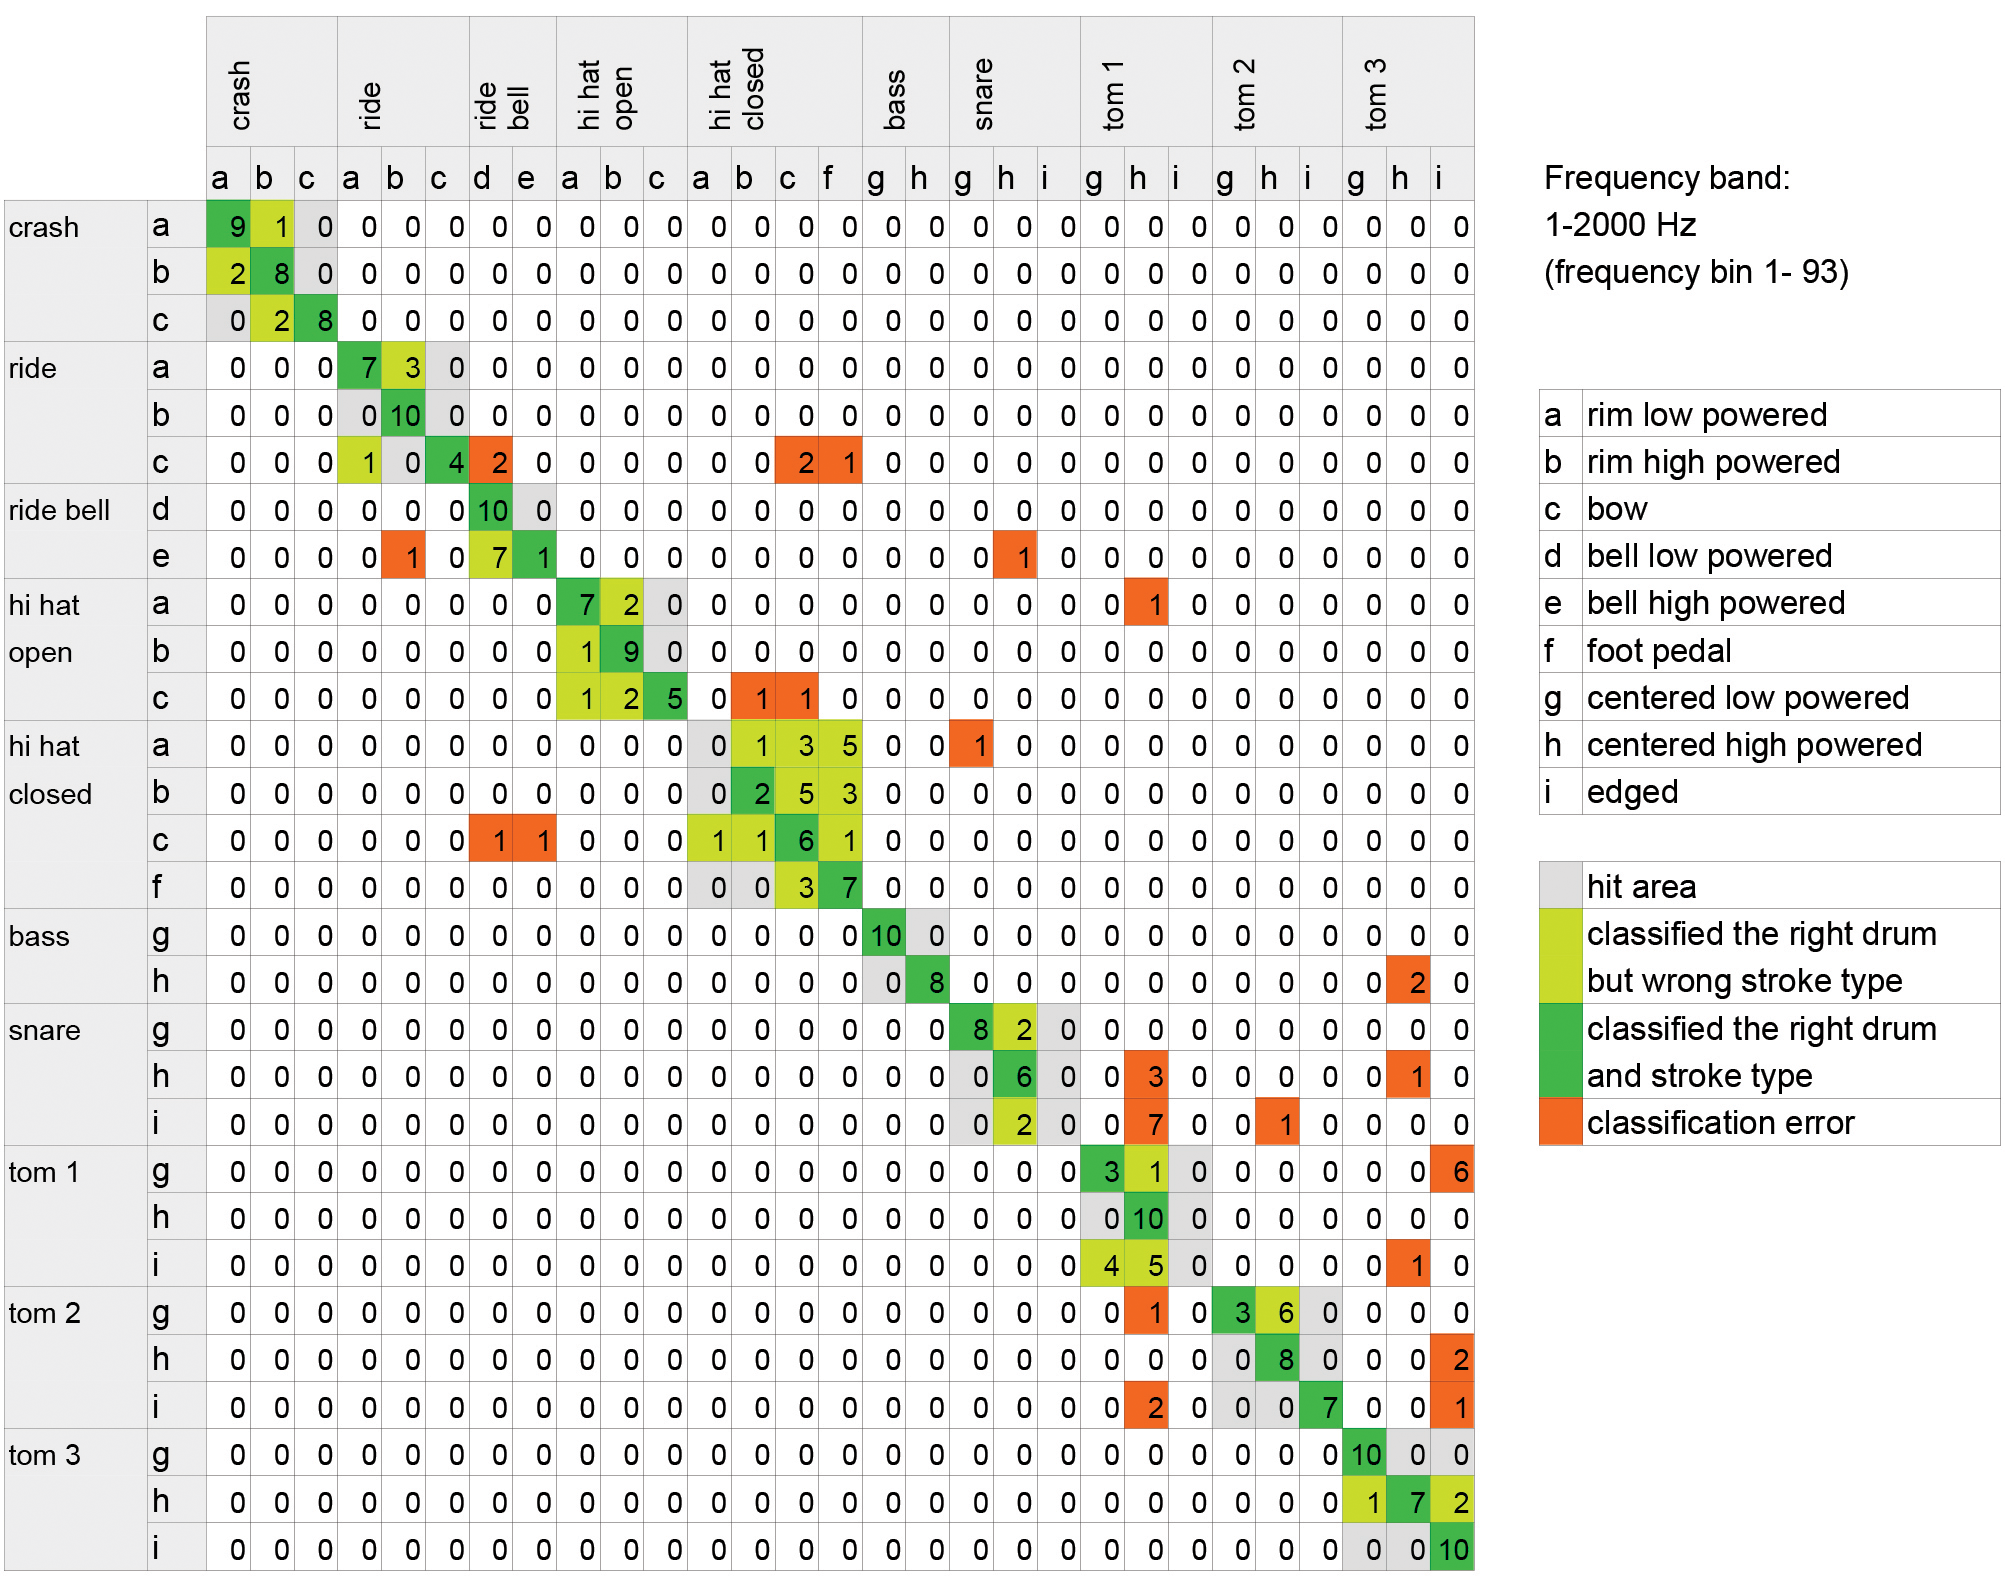 crash ride ride bell hi hat open hi hat closed bass snare tom 1 tom 2 tom 3
a b c a b c d e a b c a b c f g h g h i g h i g h i g h i
crash a 9 1 0 0 0 0 0 0 0 0 0 0 0 0 0 0 0 0 0 0 0 0 0 0 0 0 0 0 0
b 2 8 0 0 0 0 0 0 0 0 0 0 0 0 0 0 0 0 0 0 0 0 0 0 0 0 0 0 0
c 0 2 8 0 0 0 0 0 0 0 0 0 0 0 0 0 0 0 0 0 0 0 0 0 0 0 0 0 0
ride a 0 0 0 7 3 0 0 0 0 0 0 0 0 0 0 0 0 0 0 0 0 0 0 0 0 0 0 0 0
b 0 0 0 0 10 0 0 0 0 0 0 0 0 0 0 0 0 0 0 0 0 0 0 0 0 0 0 0 0
c 0 0 0 1 0 4 2 0 0 0 0 0 0 2 1 0 0 0 0 0 0 0 0 0 0 0 0 0 0
ride bell d 0 0 0 0 0 0 10 0 0 0 0 0 0 0 0 0 0 0 0 0 0 0 0 0 0 0 0 0 0
e 0 0 0 0 1 0 7 1 0 0 0 0 0 0 0 0 0 0 1 0 0 0 0 0 0 0 0 0 0
hi hat a 0 0 0 0 0 0 0 0 7 2 0 0 0 0 0 0 0 0 0 0 0 1 0 0 0 0 0 0 0
open b 0 0 0 0 0 0 0 0 1 9 0 0 0 0 0 0 0 0 0 0 0 0 0 0 0 0 0 0 0
c 0 0 0 0 0 0 0 0 1 2 5 0 1 1 0 0 0 0 0 0 0 0 0 0 0 0 0 0 0
hi hat a 0 0 0 0 0 0 0 0 0 0 0 0 1 3 5 0 0 1 0 0 0 0 0 0 0 0 0 0 0
closed b 0 0 0 0 0 0 0 0 0 0 0 0 2 5 3 0 0 0 0 0 0 0 0 0 0 0 0 0 0
c 0 0 0 0 0 0 1 1 0 0 0 1 1 6 1 0 0 0 0 0 0 0 0 0 0 0 0 0 0
f 0 0 0 0 0 0 0 0 0 0 0 0 0 3 7 0 0 0 0 0 0 0 0 0 0 0 0 0 0
bass g 0 0 0 0 0 0 0 0 0 0 0 0 0 0 0 10 0 0 0 0 0 0 0 0 0 0 0 0 0
h 0 0 0 0 0 0 0 0 0 0 0 0 0 0 0 0 8 0 0 0 0 0 0 0 0 0 0 2 0
snare g 0 0 0 0 0 0 0 0 0 0 0 0 0 0 0 0 0 8 2 0 0 0 0 0 0 0 0 0 0
h 0 0 0 0 0 0 0 0 0 0 0 0 0 0 0 0 0 0 6 0 0 3 0 0 0 0 0 1 0
i 0 0 0 0 0 0 0 0 0 0 0 0 0 0 0 0 0 0 2 0 0 7 0 0 1 0 0 0 0
tom 1 g 0 0 0 0 0 0 0 0 0 0 0 0 0 0 0 0 0 0 0 0 3 1 0 0 0 0 0 0 6
h 0 0 0 0 0 0 0 0 0 0 0 0 0 0 0 0 0 0 0 0 0 10 0 0 0 0 0 0 0
i 0 0 0 0 0 0 0 0 0 0 0 0 0 0 0 0 0 0 0 0 4 5 0 0 0 0 0 1 0
tom 2 g 0 0 0 0 0 0 0 0 0 0 0 0 0 0 0 0 0 0 0 0 0 1 0 3 6 0 0 0 0
h 0 0 0 0 0 0 0 0 0 0 0 0 0 0 0 0 0 0 0 0 0 0 0 0 8 0 0 0 2
i 0 0 0 0 0 0 0 0 0 0 0 0 0 0 0 0 0 0 0 0 0 2 0 0 0 7 0 0 1
tom 3 g 0 0 0 0 0 0 0 0 0 0 0 0 0 0 0 0 0 0 0 0 0 0 0 0 0 0 10 0 0
h 0 0 0 0 0 0 0 0 0 0 0 0 0 0 0 0 0 0 0 0 0 0 0 0 0 0 1 7 2
i 0 0 0 0 0 0 0 0 0 0 0 0 0 0 0 0 0 0 0 0 0 0 0 0 0 0 0 0 10
Frequency band:
1-2000 Hz
(frequency bin 1- 93)
a rim low powered
b rim high powered
c bow
d bell low powered
e bell high powered
f foot pedal
g centered low powered
h centered high powered
i edged
hit area
classified the right drum
but wrong stroke type
classified the right drum
and stroke type
classification error